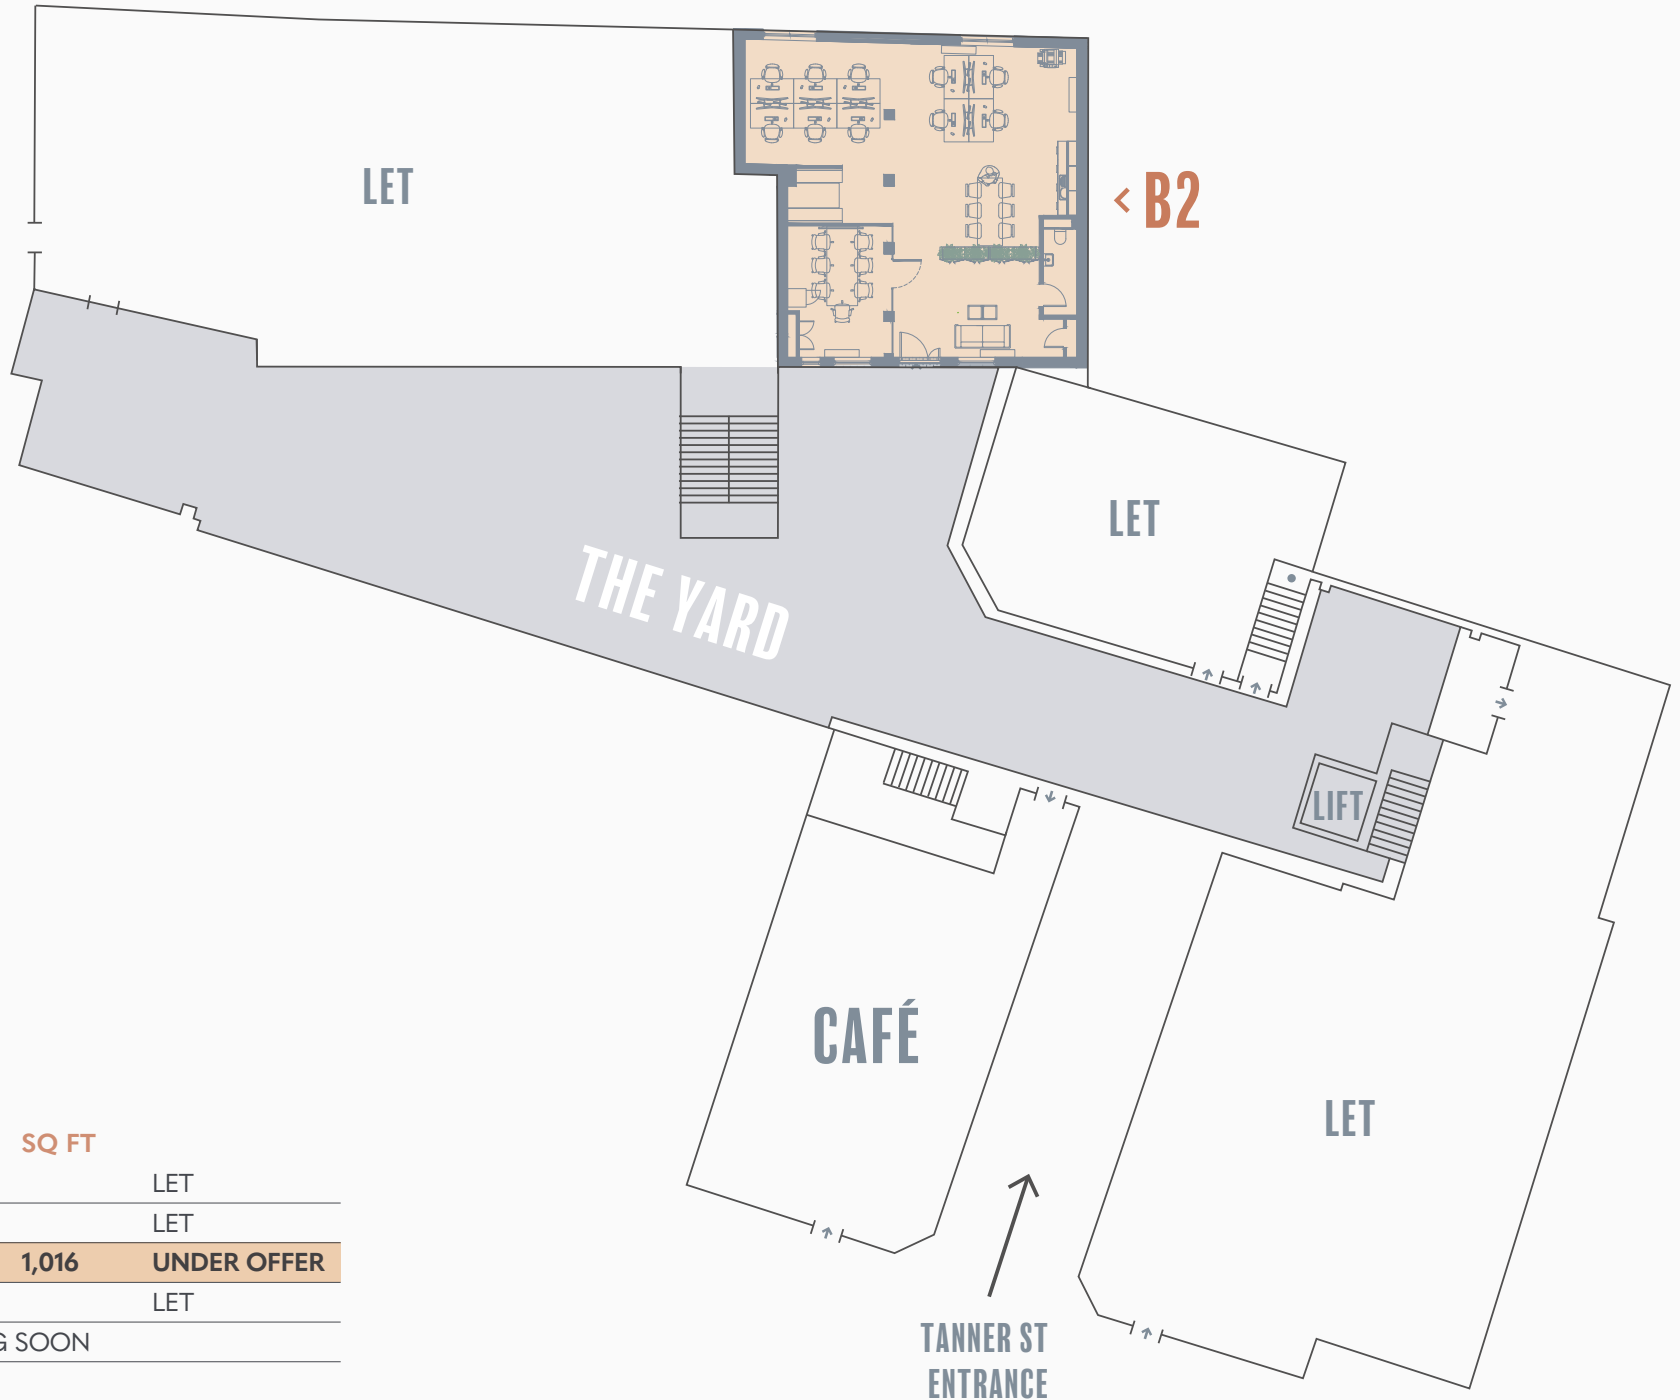 LET
< B2
LET
THE YARD
LIFT
CAFÉ
LET
SQ FT
LET
LET
1,016 UNDER OFFER
LET
SOON
TANNER ST
ENTRANCE